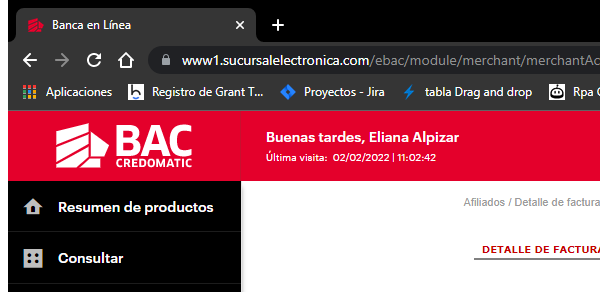 Banca en Línea
www1.sucursalelectronica.com/ebac/module/merchant/merchantAc
Aplicaciones Registro de Grant T... Proyectos - Jira tabla Drag and drop Rpa
BAC
CREDOMATIC
Buenas tardes, Eliana Alpizar
Última visita: 02/02/2022 | 11:02:42
Resumen de productos
Consultar
Afiliados / Detalle de factura
DETALLE DE FACTURA